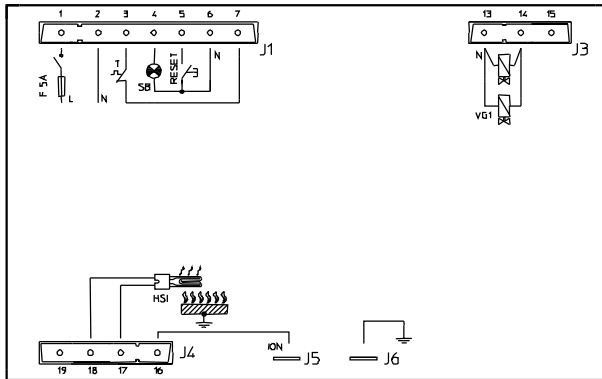 1 2 3 4 5 6 7
J1
13 14 15
J3
F 5A
L
N
T
SB
RESET
N
N
VG1
HSI
J4
19 18 17 16
ION
J5
J6